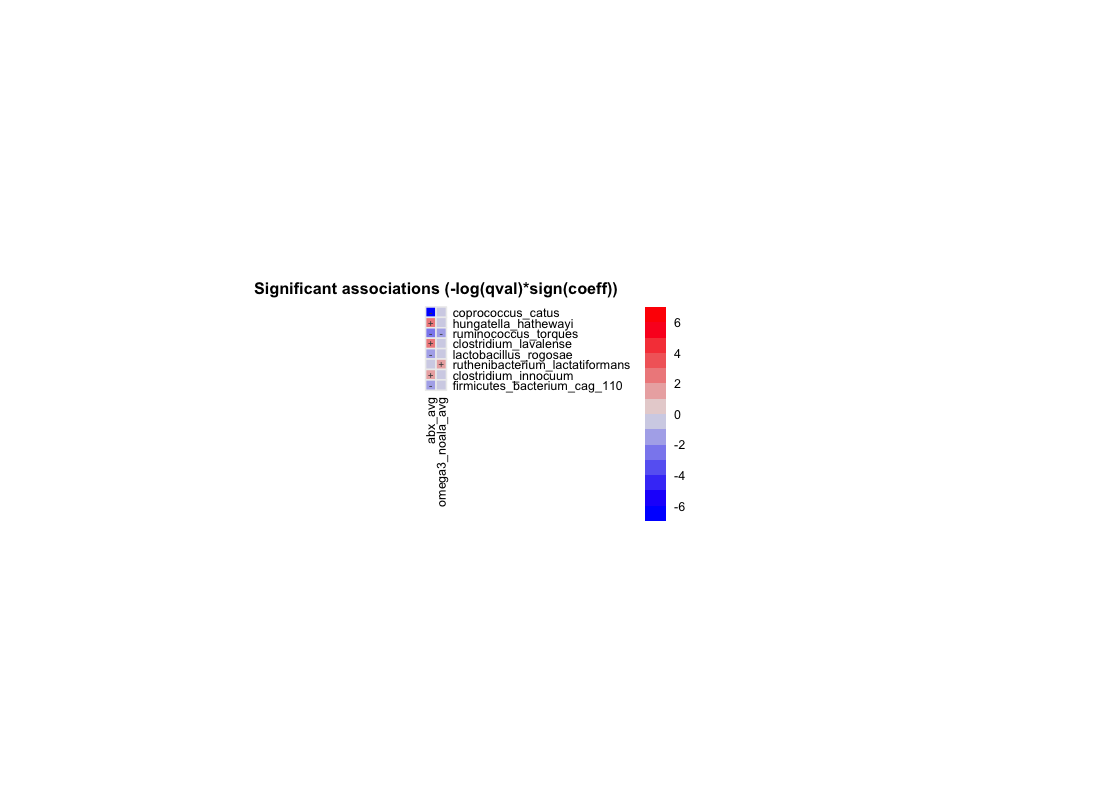 Significant associations (-log(qval)*sign(coeff))
coprococcus_catus
+ hungatella_hathewayi
- - ruminococcus_torques
+ clostridium_lavalense
- lactobacillus_rogosae
+ ruthenibacterium_lactatiformans
+ clostridium_innocuum
- firmicutes_bacterium_cag_110
abx_avg
omega3_noala_avg
6
4
2
0
-2
-4
-6